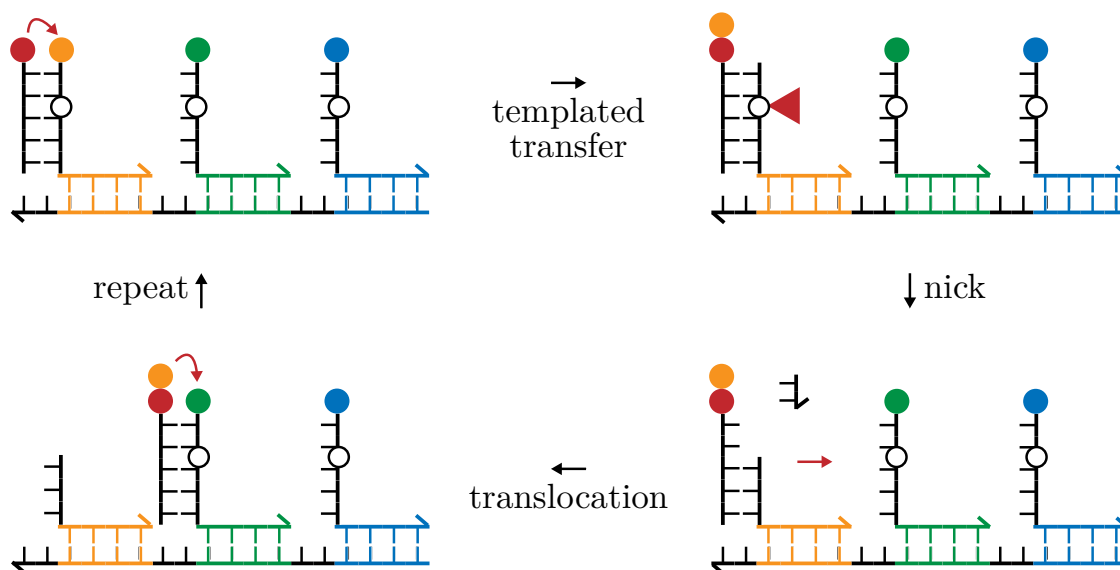 templated
transfer
repeat
nick
translocation